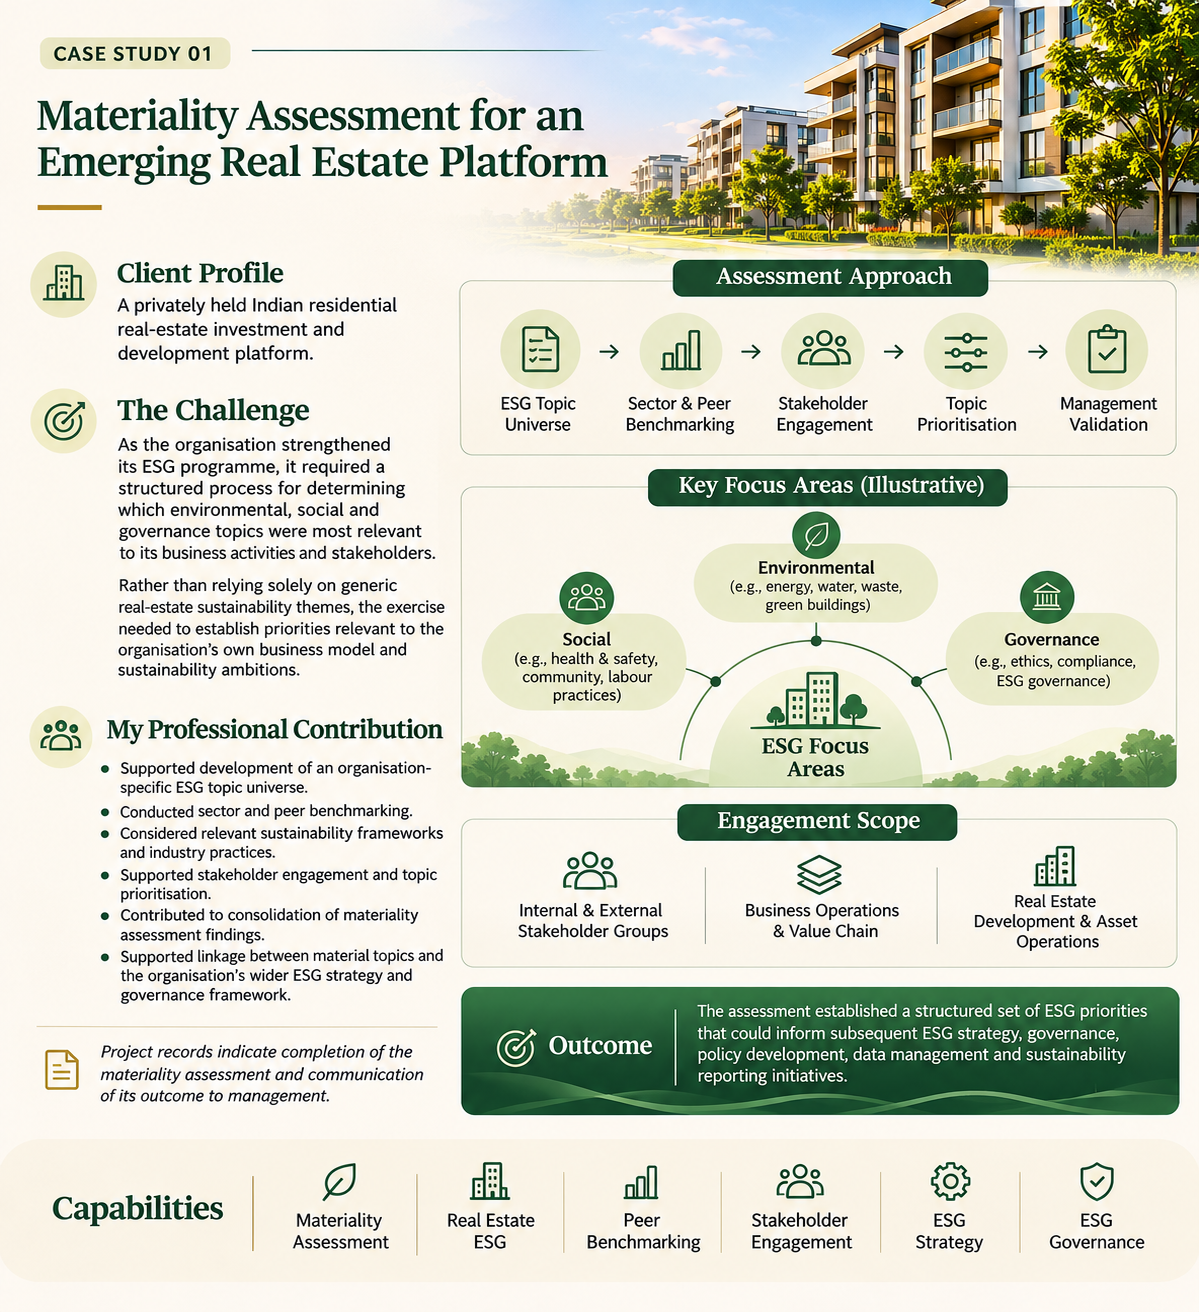 CASE STUDY 01
Materiality Assessment for an
Emerging Real Estate Platform
Client Profile
A privately held Indian residential
real-estate investment and
development platform.
The Challenge
As the organisation strengthened
its ESG programme, it required a
structured process for determining
which environmental, social and
governance topics were most relevant
to its business activities and stakeholders.
Rather than relying solely on generic
real-estate sustainability themes, the exercise
needed to establish priorities relevant to the
organisation's own business model and
sustainability ambitions.
My Professional Contribution
Supported development of an organisation-
specific ESG topic universe.
Conducted sector and peer benchmarking.
Considered relevant sustainability frameworks
and industry practices.
Supported stakeholder engagement and topic
prioritisation.
Contributed to consolidation of materiality
assessment findings.
Supported linkage between material topics and
the organisation's wider ESG strategy and
governance framework.
Project records indicate completion of the
materiality assessment and communication
of its outcome to management.
Assessment Approach
ESG Topic
Universe
Sector & Peer
Benchmarking
Stakeholder
Engagement
Topic
Prioritisation
Management
Validation
Key Focus Areas (Illustrative)
Environmental
(e.g., energy, water, waste,
green buildings)
Social
(e.g., health & safety,
community, labour
practices)
Governance
(e.g., ethics, compliance,
ESG governance)
ESG Focus
Areas
Engagement Scope
Internal & External
Stakeholder Groups
Business Operations
& Value Chain
Real Estate
Development & Asset
Operations
Outcome
The assessment established a structured set of ESG priorities
that could inform subsequent ESG strategy, governance,
policy development, data management and sustainability
reporting initiatives.
Capabilities
Materiality
Assessment
Real Estate
ESG
Peer
Benchmarking
Stakeholder
Engagement
ESG
Strategy
ESG
Governance